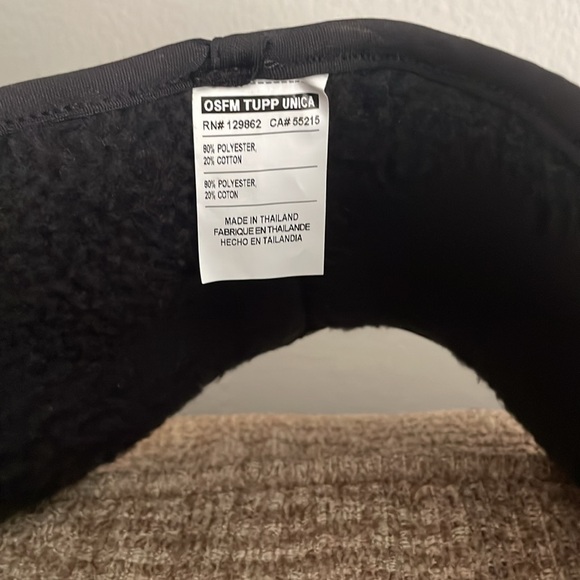 OSFM TUPP UNICA
RN# 129862 CA# 55215
80% POLYESTER,
20% COTTON
80% POLYESTER,
20% COTON
MADE IN THAILAND
FABRIQUE EN THAILANDE
HECHO EN TAILANDIA